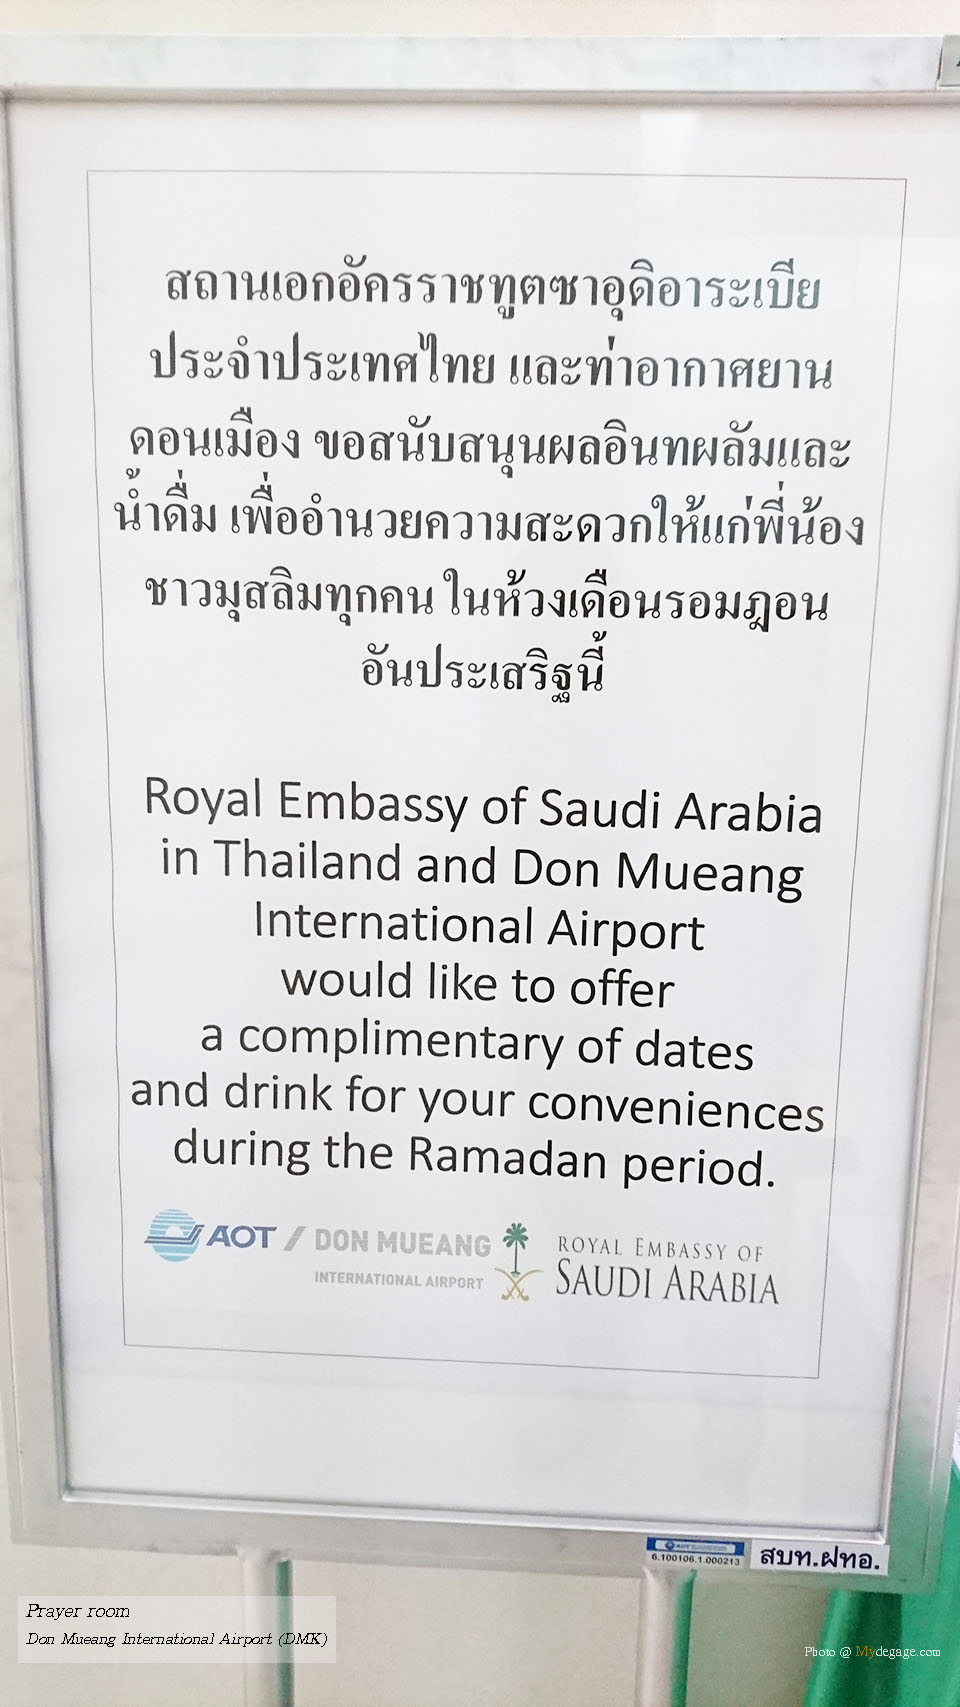 สถานเอกอัครราชทูตซาอุดิอาระเบีย
ประจำประเทศไทย และท่าอากาศยาน
ดอนเมือง ขอสนับสนุนผลอินทผลัมและ
น้ำดื่ม เพื่ออำนวยความสะดวกให้แก่พี่น้อง
ชาวมุสลิมทุกคน ในห้วงเดือนรอมฎอน
อันประเสริฐนี้
Royal Embassy of Saudi Arabia
in Thailand and Don Mueang
International Airport
would like to offer
a complimentary of dates
and drink for your conveniences
during the Ramadan period.
AOT / DON MUEANG
INTERNATIONAL AIRPORT
ROYAL EMBASSY OF
SAUDI ARABIA
AOT
6.100106.1.000213
สบท.ฝทอ.
Prayer room
Don Mueang International Airport (DMK)
Photo @ Mydegage.com